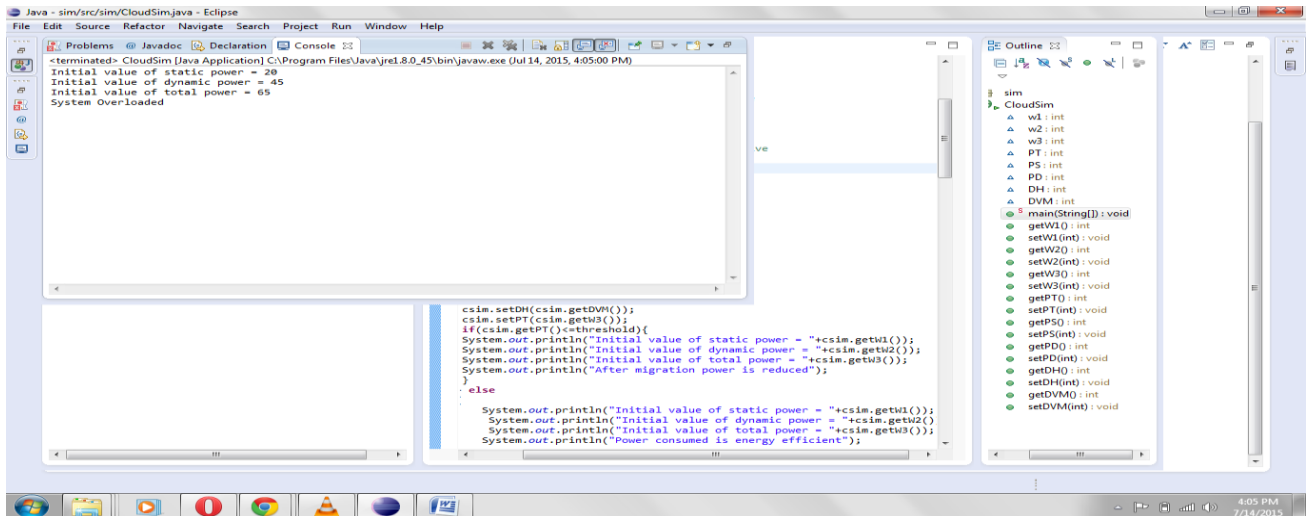 Java - sim/src/sim/CloudSim.java - Eclipse
File Edit Source Refactor Navigate Search Project Run Window Help
Problems @ Javadoc Declaration Console
<terminated> CloudSim [Java Application] C:\Program Files\Java\jre1.8.0_45\bin\javaw.exe (Jul 14, 2015, 4:05:00 PM)
Initial value of static power = 20
Initial value of dynamic power = 45
Initial value of total power = 65
System Overloaded
ve
csim.setDH(csim.getDVM());
csim.setPT(csim.getW3());
if(csim.getPT()<=threshold){
System.out.println("Initial value of static power = "+csim.getW1());
System.out.println("Initial value of dynamic power = "+csim.getW2());
System.out.println("Initial value of total power = "+csim.getW3());
System.out.println("After migration power is reduced");
}
else
System.out.println("Initial value of static power = "+csim.getW1());
System.out.println("Initial value of dynamic power = "+csim.getW2()
System.out.println("Initial value of total power = "+csim.getW3());
System.out.println("Power consumed is energy efficient");
Outline
sim
CloudSim
w1 : int
w2 : int
w3 : int
PT : int
PS : int
PD : int
DH : int
DVM : int
S main(String[]) : void
getW1() : int
setW1(int) : void
getW2() : int
setW2(int) : void
getW3() : int
setW3(int) : void
getPT() : int
setPT(int) : void
getPS() : int
setPS(int) : void
getPD() : int
setPD(int) : void
getDH() : int
setDH(int) : void
getDVM() : int
setDVM(int) : void
4:05 PM
7/14/2015